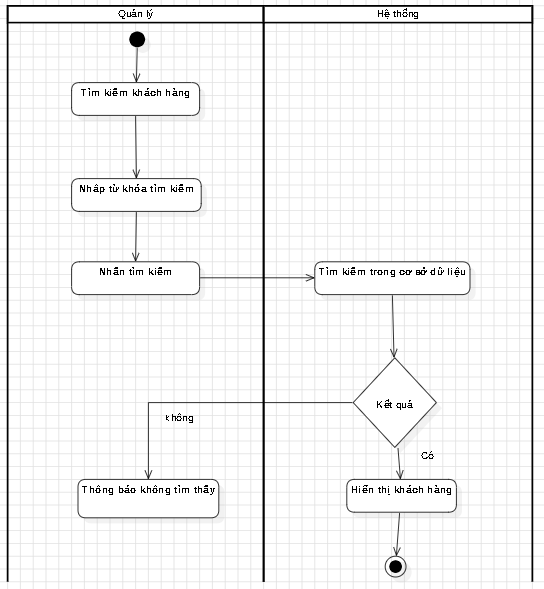 Quản lý
Hệ thống
Tìm kiếm khách hàng
Nhâp từ khóa tìm kiếm
Nhấn tìm kiếm
Tìm kiếm trong cơ sở dữ liệu
Kết quả
không
Có
Thông báo không tìm thấy
Hiển thị khách hàng